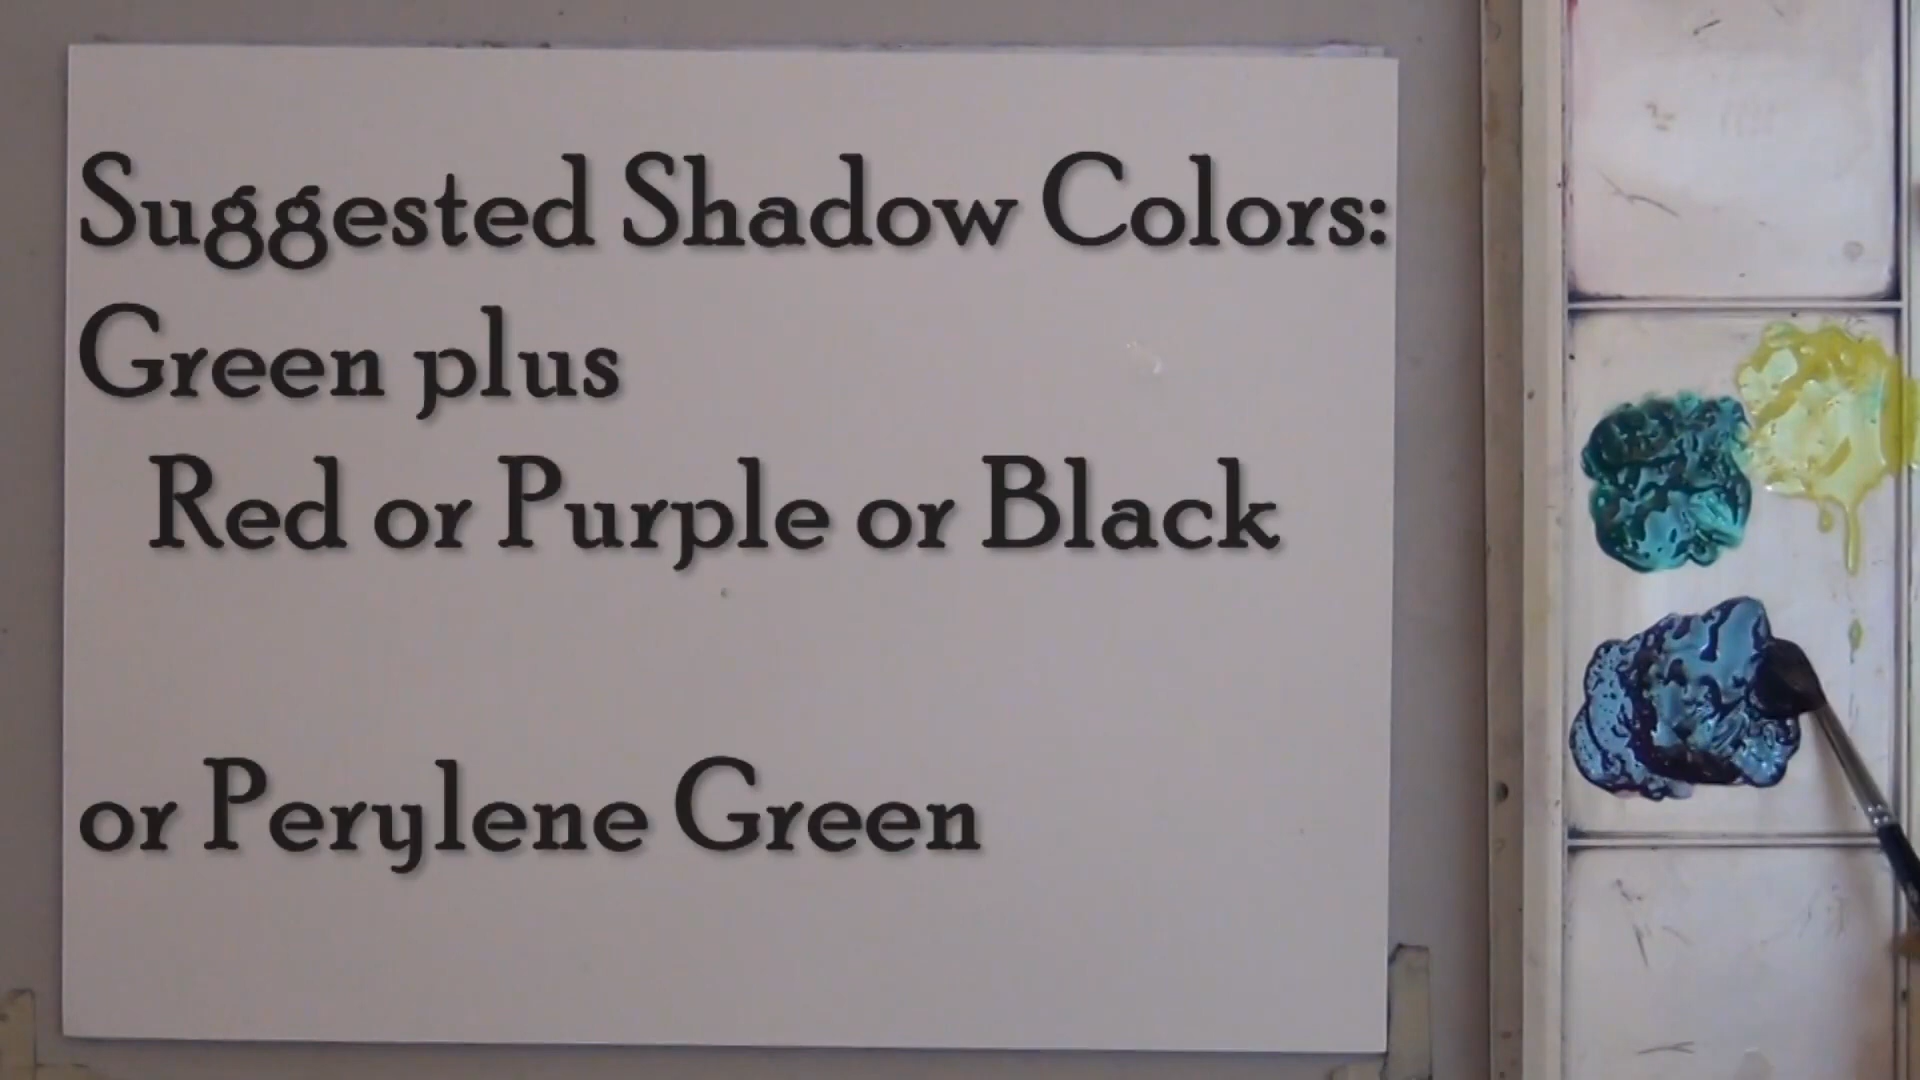 Suggested Shadow Colors:
Green plus
Red or Purple or Black
or Perylene Green